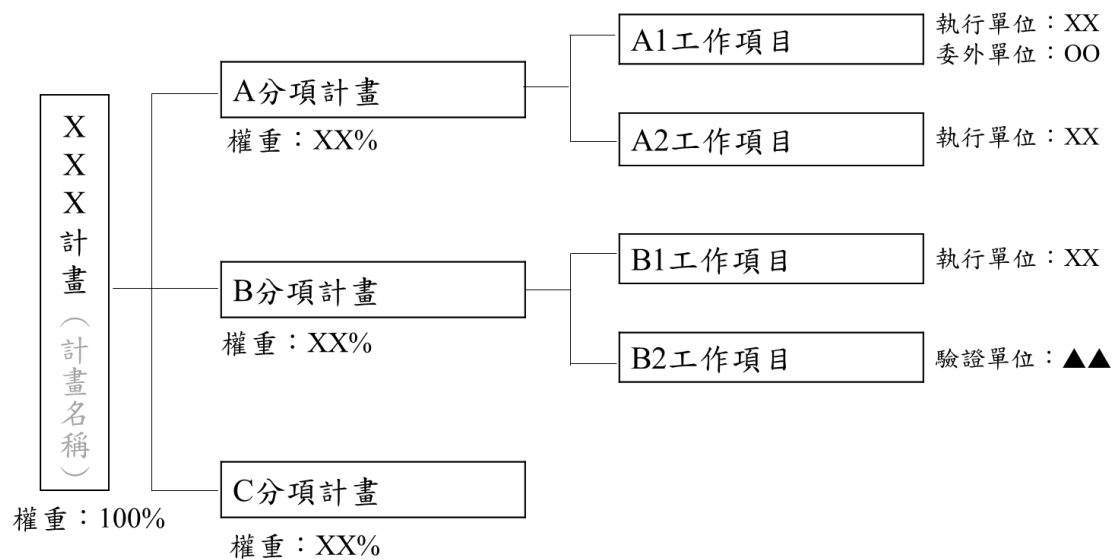 XXX計畫（計畫名稱）
權重：100%
A分項計畫
權重：XX%
A1工作項目
執行單位：XX
委外單位：OO
A2工作項目
執行單位：XX
B分項計畫
權重：XX%
B1工作項目
執行單位：XX
B2工作項目
驗證單位：▲▲
C分項計畫
權重：XX%